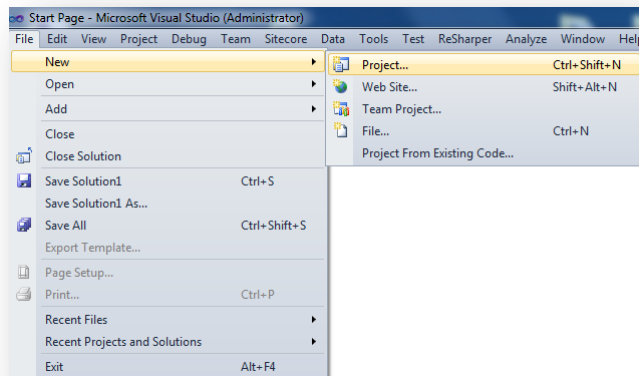 Start Page - Microsoft Visual Studio (Administrator)
File Edit View Project Debug Team Sitecore Data Tools Test ReSharper Analyze Window Help
New
Open
Add
Close
Close Solution
Save Solution1 Ctrl+S
Save Solution1 As...
Save All Ctrl+Shift+S
Export Template...
Page Setup...
Print... Ctrl+P
Recent Files
Recent Projects and Solutions
Exit Alt+F4
Project... Ctrl+Shift+N
Web Site... Shift+Alt+N
Team Project...
File... Ctrl+N
Project From Existing Code...